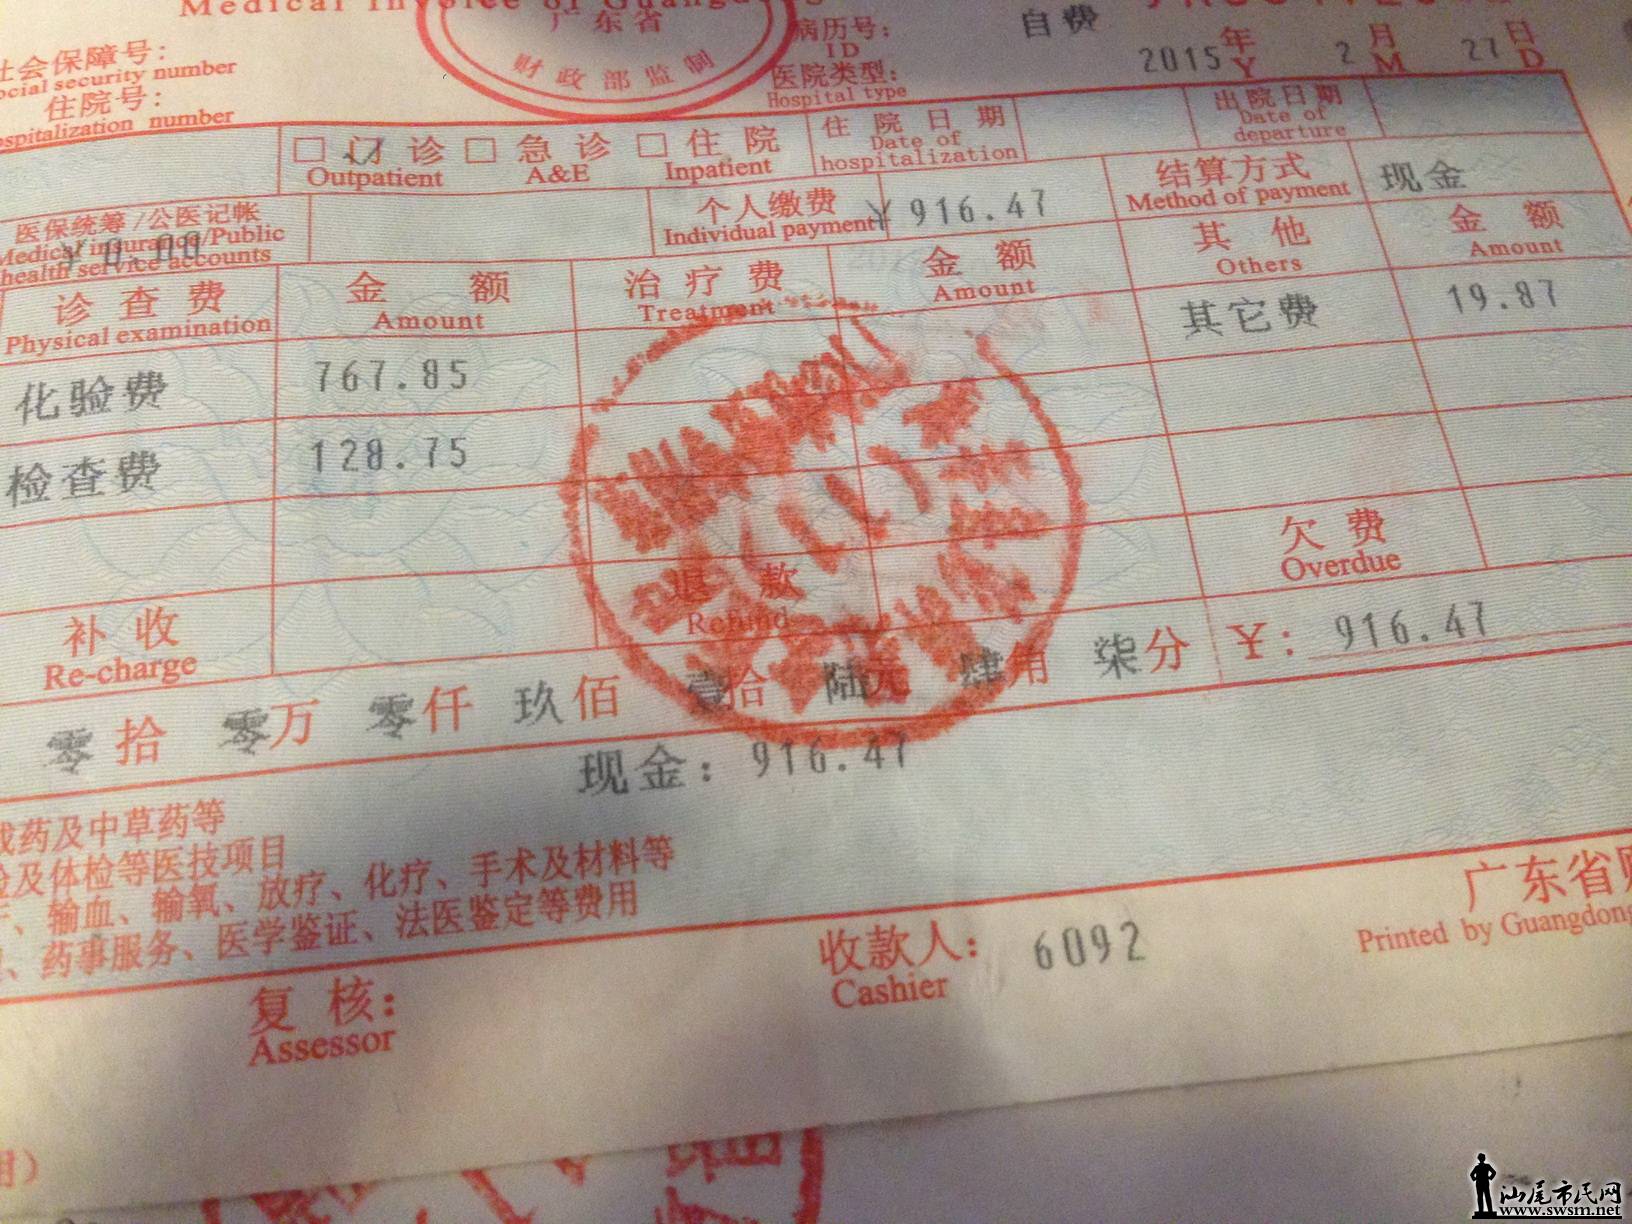 Medical Invoice of Guangdong
广东省
财政部监制
社会保障号：
Social security number
住院号：
Hospitalization number
病历号：
ID
医院类型：
Hospital type
自费
2015 年 2 月 27 日
Y M D
□ 门诊 □ 急诊 □ 住院
Outpatient A&E Inpatient
住院日期
Date of
hospitalization
出院日期
Date of
departure
医保统筹/公医记帐
Medical insurance/Public
health service accounts
¥ 0.00
个人缴费
Individual payment
¥ 916.47
结算方式
Method of payment
现金
诊查费 金额 治疗费 金额 其他 金额
Physical examination Amount Treatment Amount Others Amount
化验费 767.85 其它费 19.87
检查费 128.75
补收
Re-charge
退款
Refund
欠费
Overdue
零拾 零万 零仟 玖佰 壹拾 陆元 肆角 柒分 ¥： 916.47
现金： 916.47
成药及中草药等
验及体检等医技项目
、输血、输氧、放疗、化疗、手术及材料等
、药事服务、医学鉴证、法医鉴定等费用
复核：
Assessor
收款人： 6092
Cashier
广东省财
Printed by Guangdong
汕尾市民网
www.swsm.net